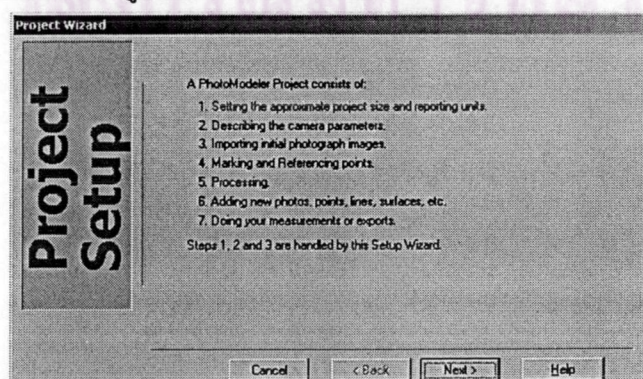 Project Wizard
Project
Setup
A PhotoModeler Project consists of:
1. Setting the approximate project size and reporting units.
2. Describing the camera parameters.
3. Importing initial photograph images.
4. Marking and Referencing points.
5. Processing.
6. Adding new photos, points, lines, surfaces, etc.
7. Doing your measurements or exports.
Steps 1, 2 and 3 are handled by this Setup Wizard.
Cancel
< Back
Next >
Help